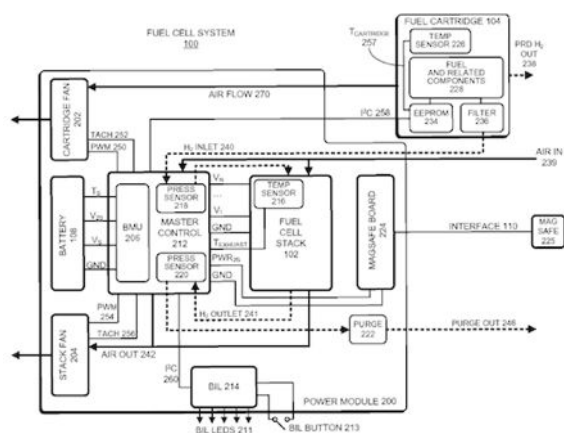 FUEL CELL SYSTEM
100
FUEL CARTRIDGE 104
TEMP
SENSOR 226
T_CARTRIDGE
257
FUEL
AND RELATED
COMPONENTS
228
PRD H₂
OUT
238
EEPROM
234
FILTER
236
CARTRIDGE FAN
202
AIR FLOW 270
TACH 252
PWM 250
I²C 258
H₂ INLET 240
AIR IN
239
BATTERY
108
GND
BMU
206
PRESS
SENSOR
218
MASTER
CONTROL
212
PRESS
SENSOR
220
GND
T_EXHAUST
GND
TEMP
SENSOR
216
FUEL
CELL
STACK
102
MAGSAFE BOARD
224
INTERFACE 110
MAG
SAFE
225
H₂ OUTLET 241
PWM
254
TACH 256
STACK FAN
204
AIR OUT 242
PURGE
222
PURGE OUT 246
I²C
260
BIL 214
POWER MODULE 200
BIL LEDS 211
BIL BUTTON 213